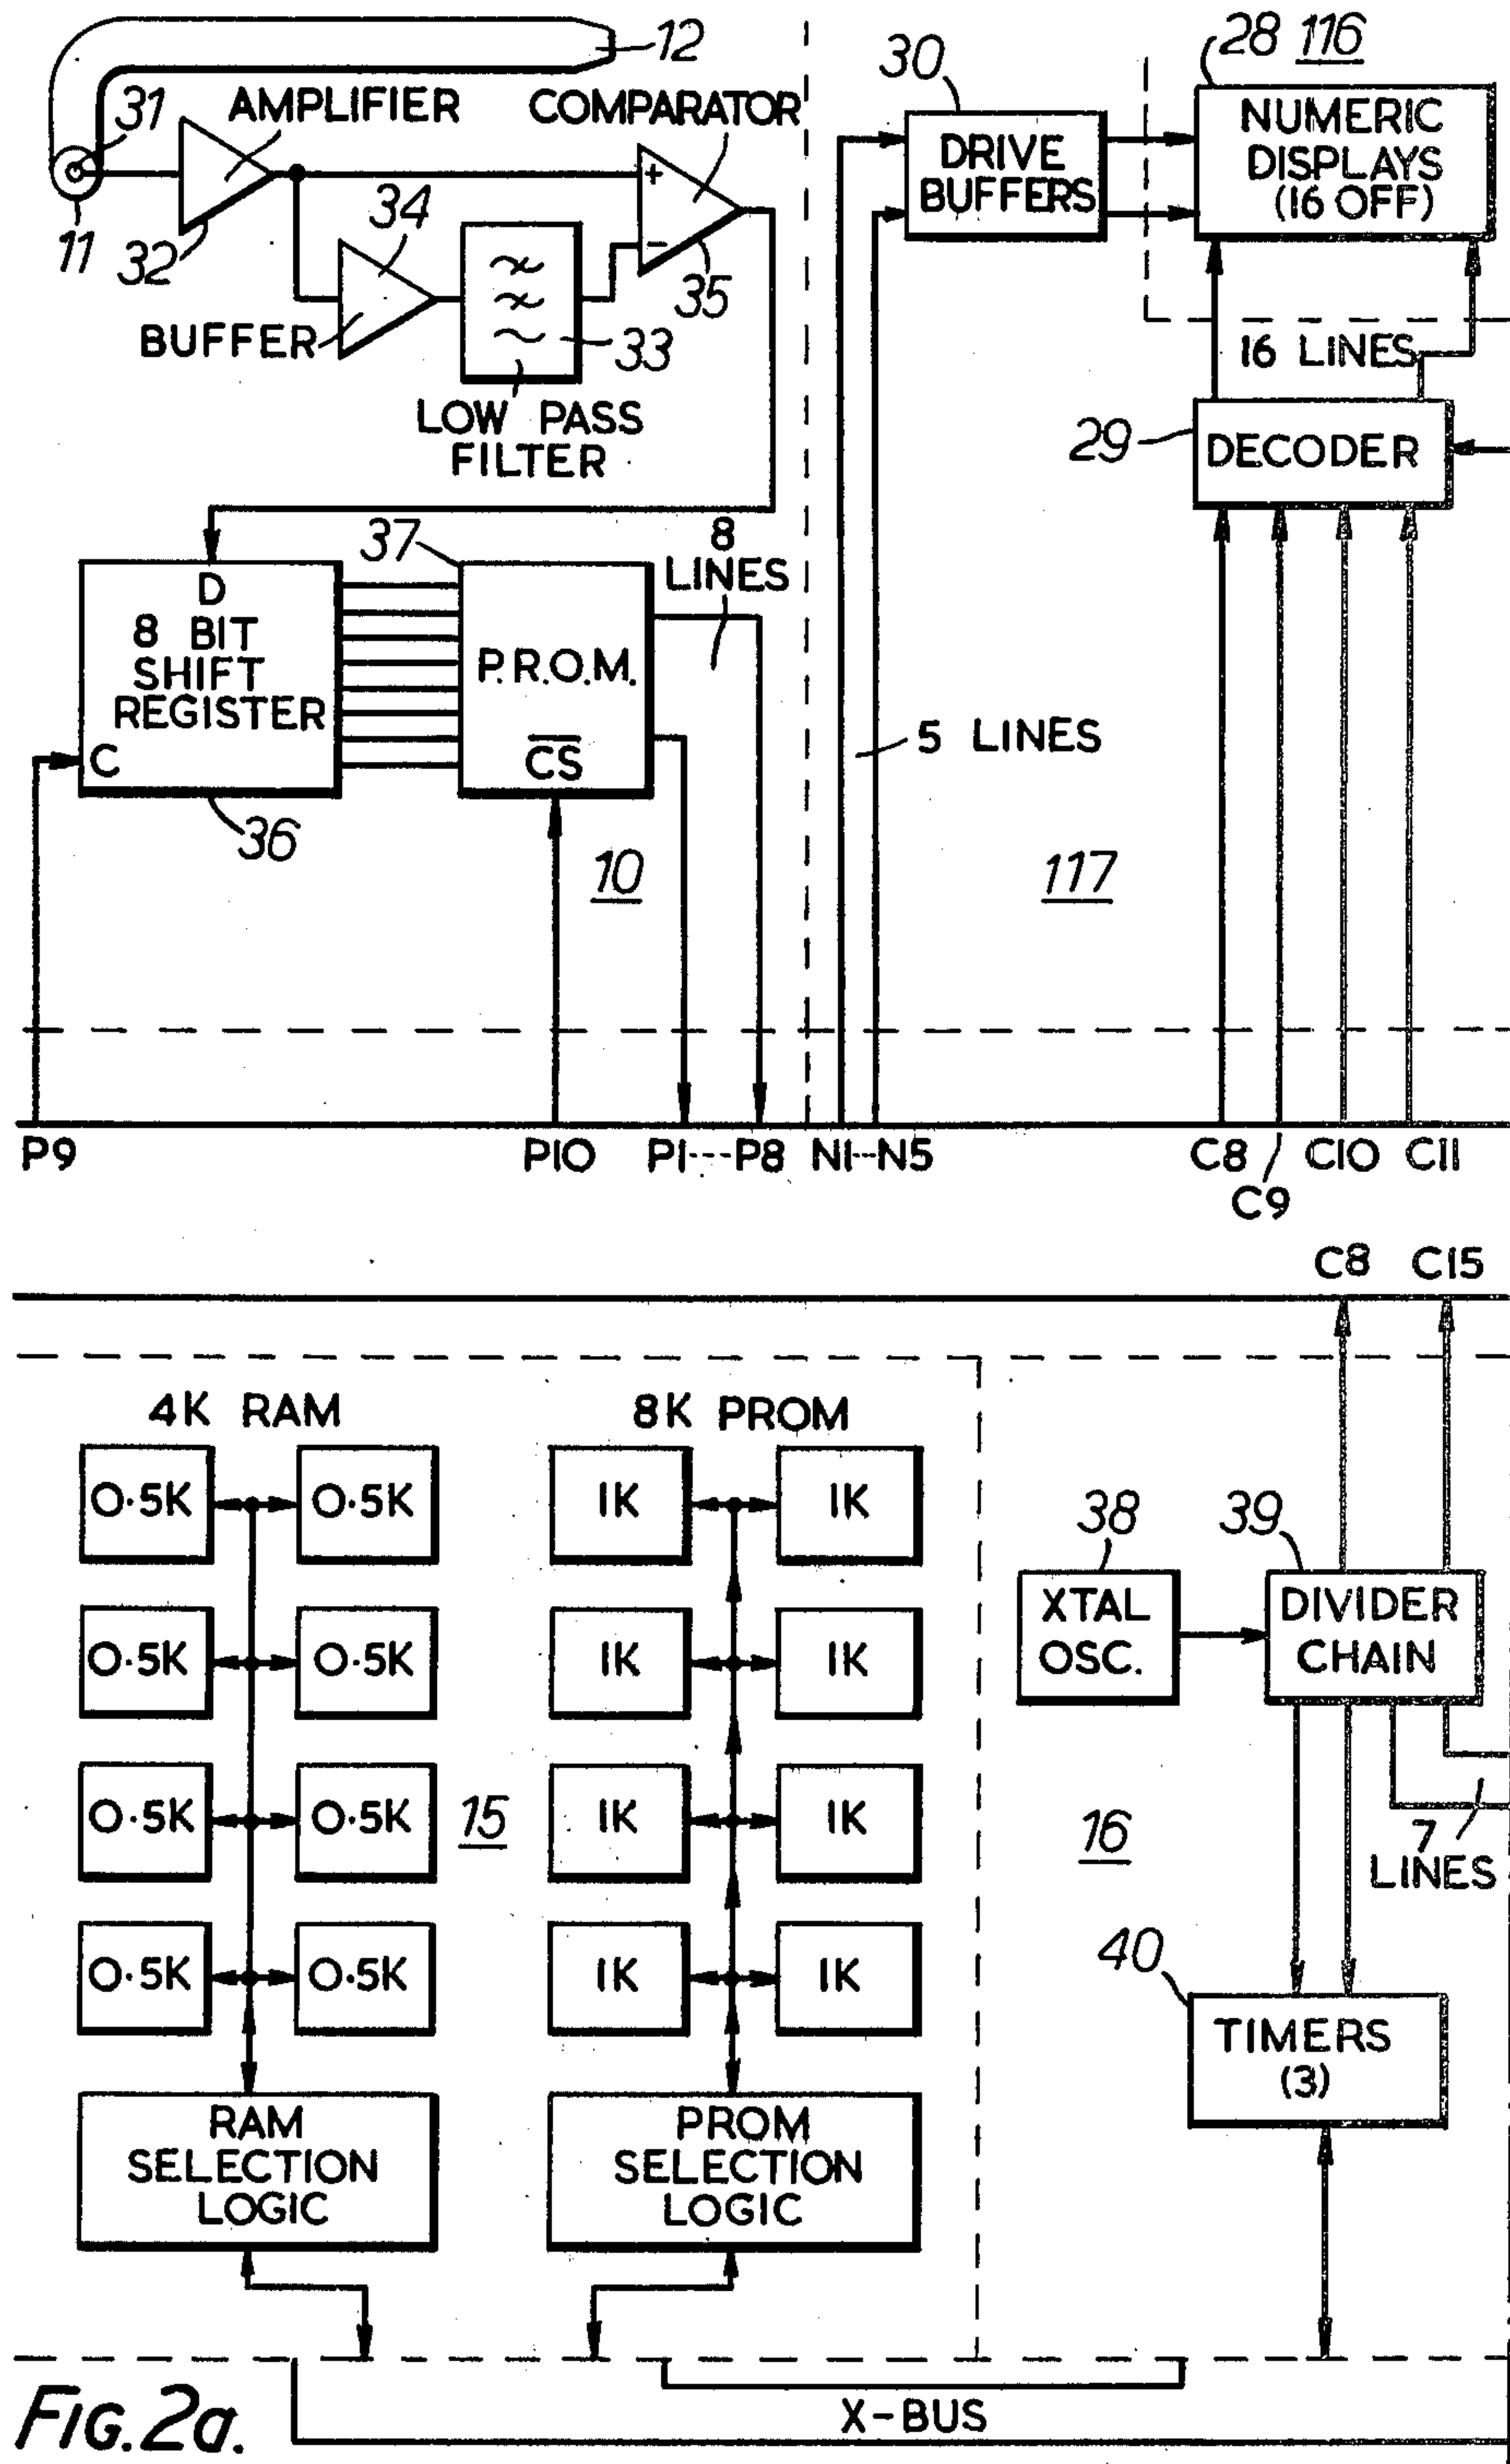 12
30
28 116
31
AMPLIFIER
COMPARATOR
DRIVE
BUFFERS
NUMERIC
DISPLAYS
(16 OFF)
+
34
11
32
−
35
BUFFER
33
16 LINES
LOW PASS
FILTER
29
DECODER
37
8
LINES
D
8 BIT
SHIFT
REGISTER
C
P.R.O.M.
CS
5 LINES
36
10
117
P9
P10
P1---P8
N1--N5
C8
C9
C10
C11
C8
C15
4K RAM
8K PROM
0·5K
0·5K
1K
1K
38
39
XTAL
OSC.
DIVIDER
CHAIN
0·5K
0·5K
1K
1K
0·5K
0·5K
15
1K
1K
16
7
LINES
0·5K
0·5K
1K
1K
40
TIMERS
(3)
RAM
SELECTION
LOGIC
PROM
SELECTION
LOGIC
X-BUS
FIG. 2a.